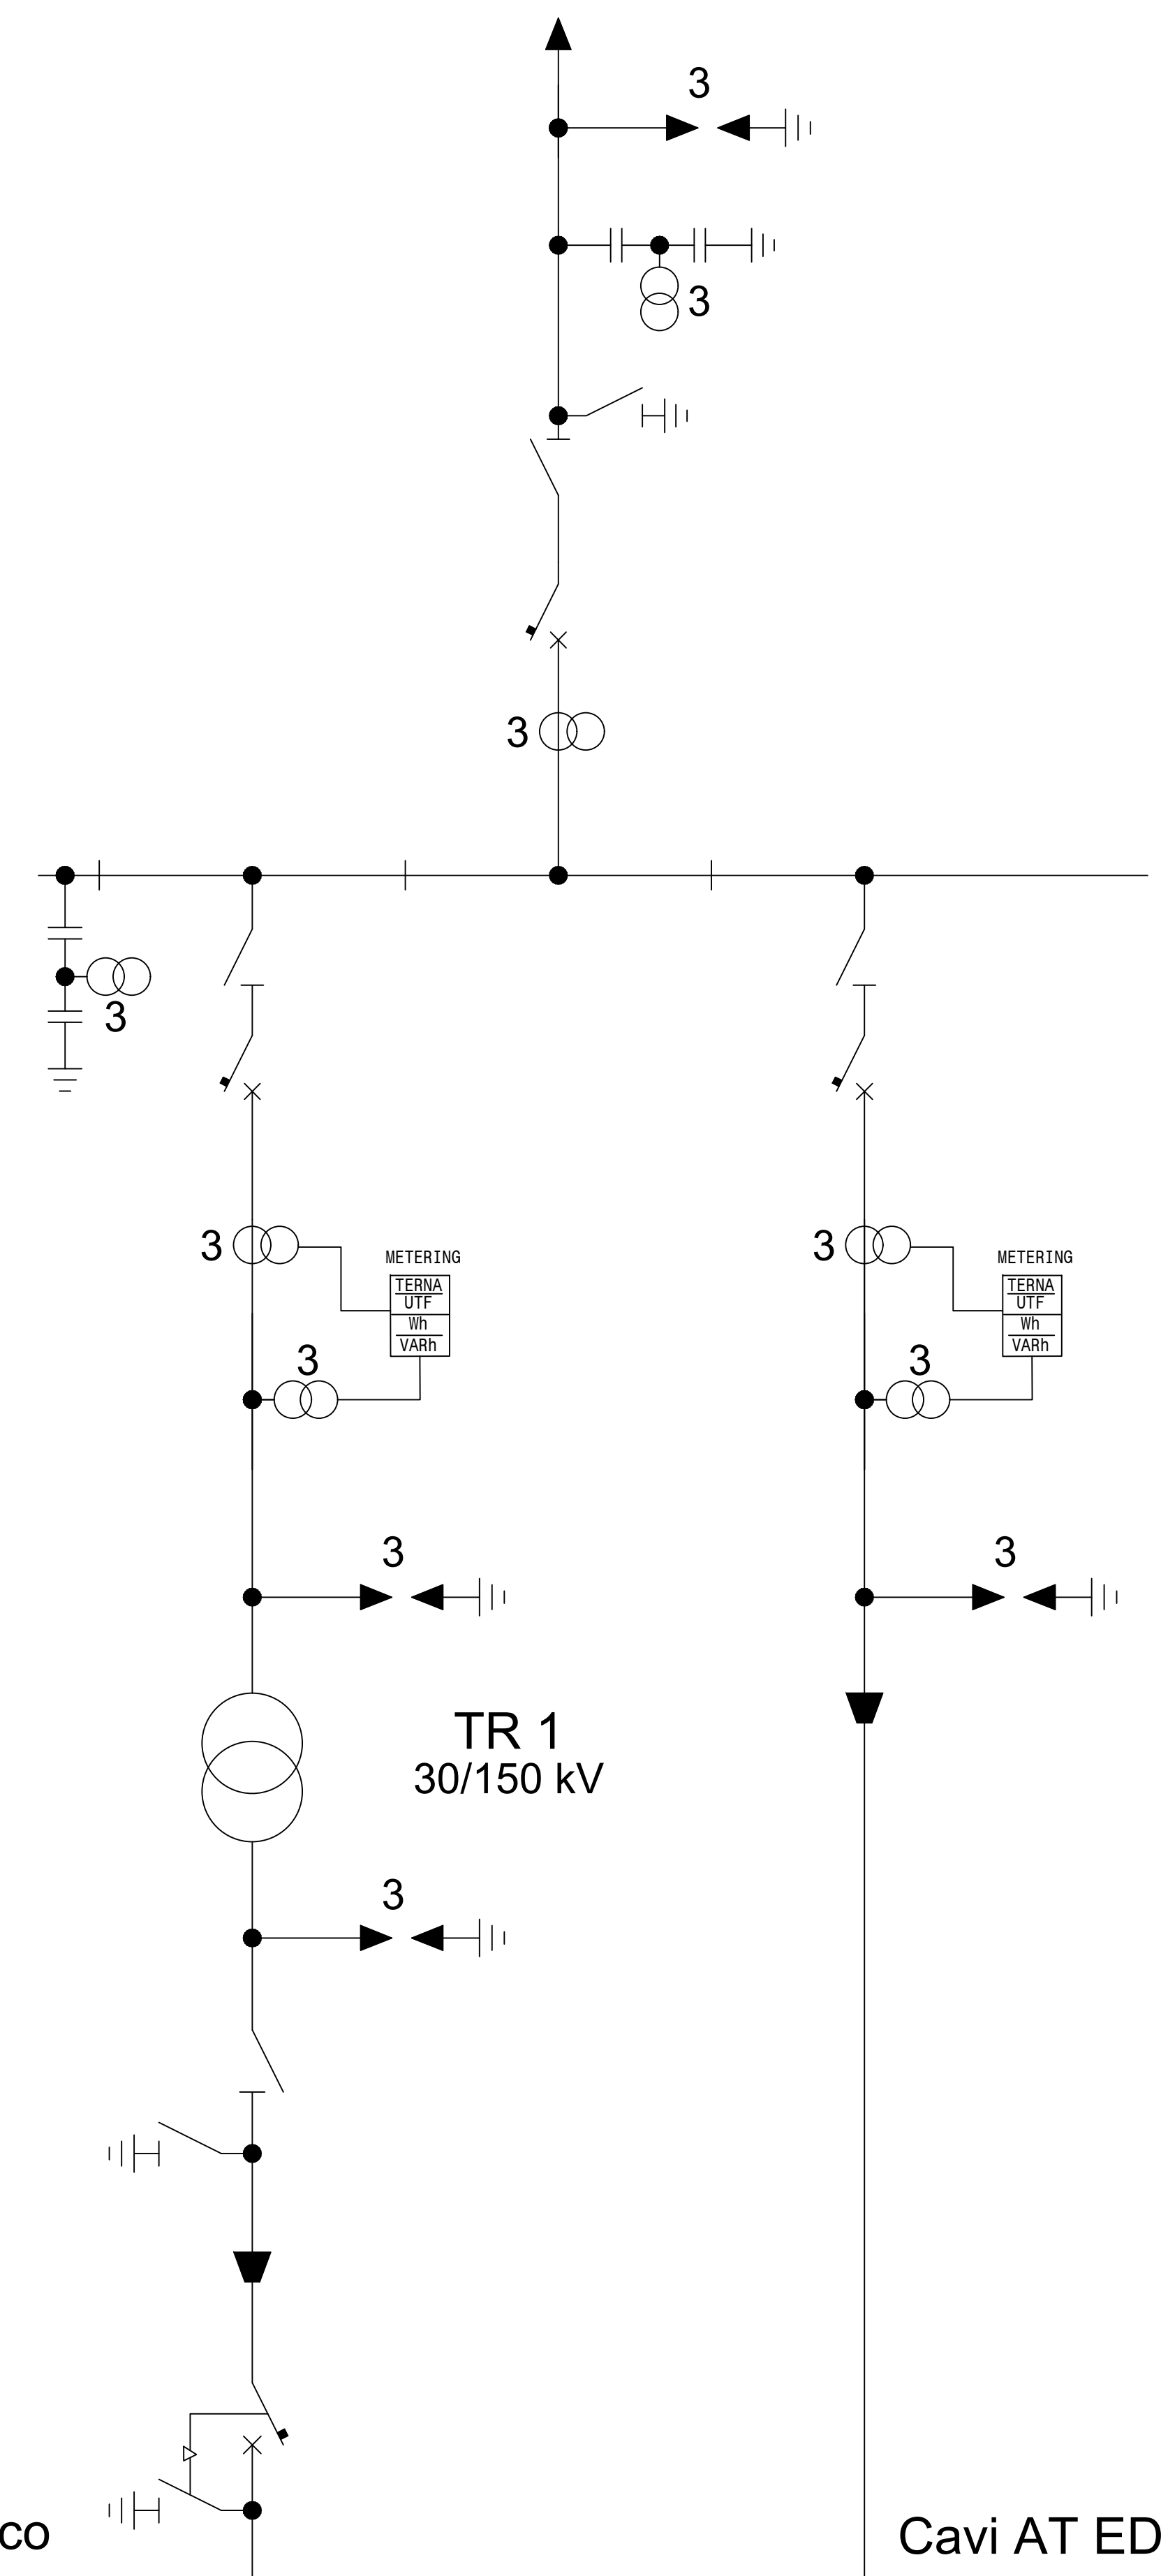 3
3
3
3
3
METERING
TERNA
UTF
Wh
VARh
3
3
METERING
TERNA
UTF
Wh
VARh
3
3
3
TR 1
30/150 kV
3
co
Cavi AT ED